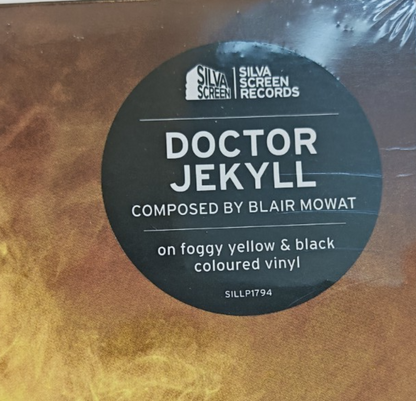 SILVA
SCREEN
SILVA
SCREEN
RECORDS
DOCTOR
JEKYLL
COMPOSED BY BLAIR MOWAT
on foggy yellow & black
coloured vinyl
SILLP1794